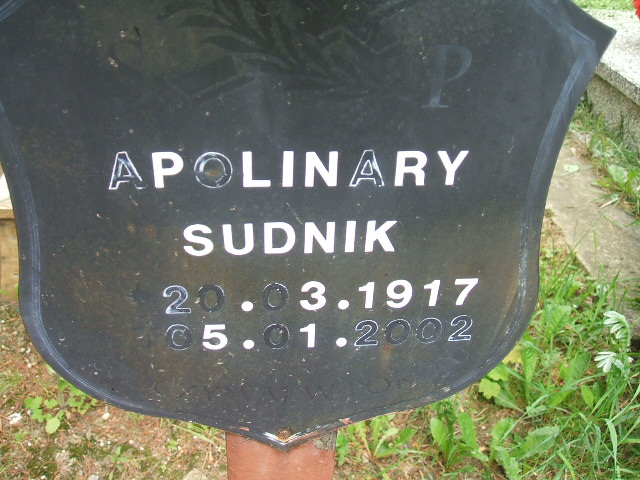 Ś P
APOLINARY
SUDNIK
* 20.03.1917
05.01.2002